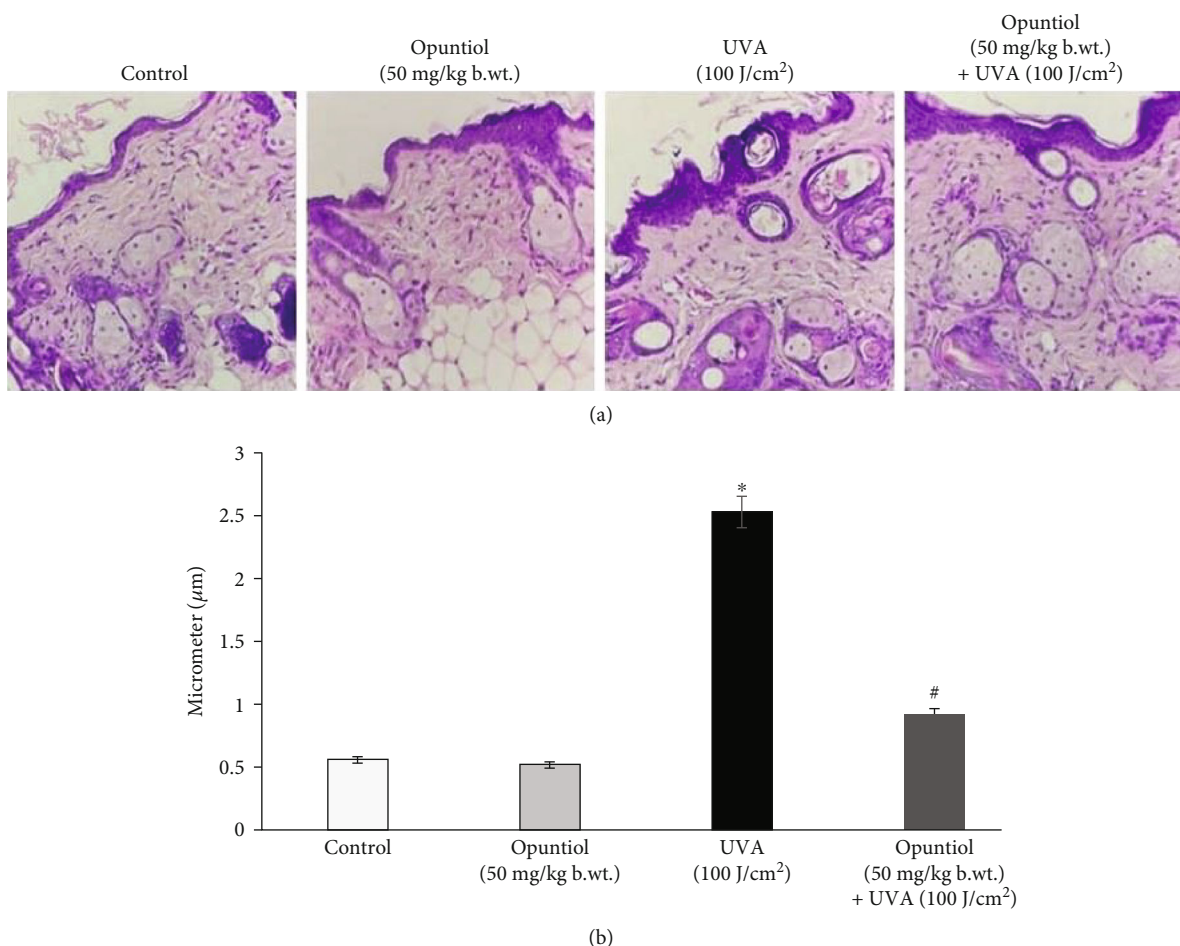 Control
Opuntiol
(50 mg/kg b.wt.)
UVA
(100 J/cm²)
Opuntiol
(50 mg/kg b.wt.)
+ UVA (100 J/cm²)
(a)
Micrometer (μm)
3
2.5
2
1.5
1
0.5
0
*
#
Control
Opuntiol
(50 mg/kg b.wt.)
UVA
(100 J/cm²)
Opuntiol
(50 mg/kg b.wt.)
+ UVA (100 J/cm²)
(b)